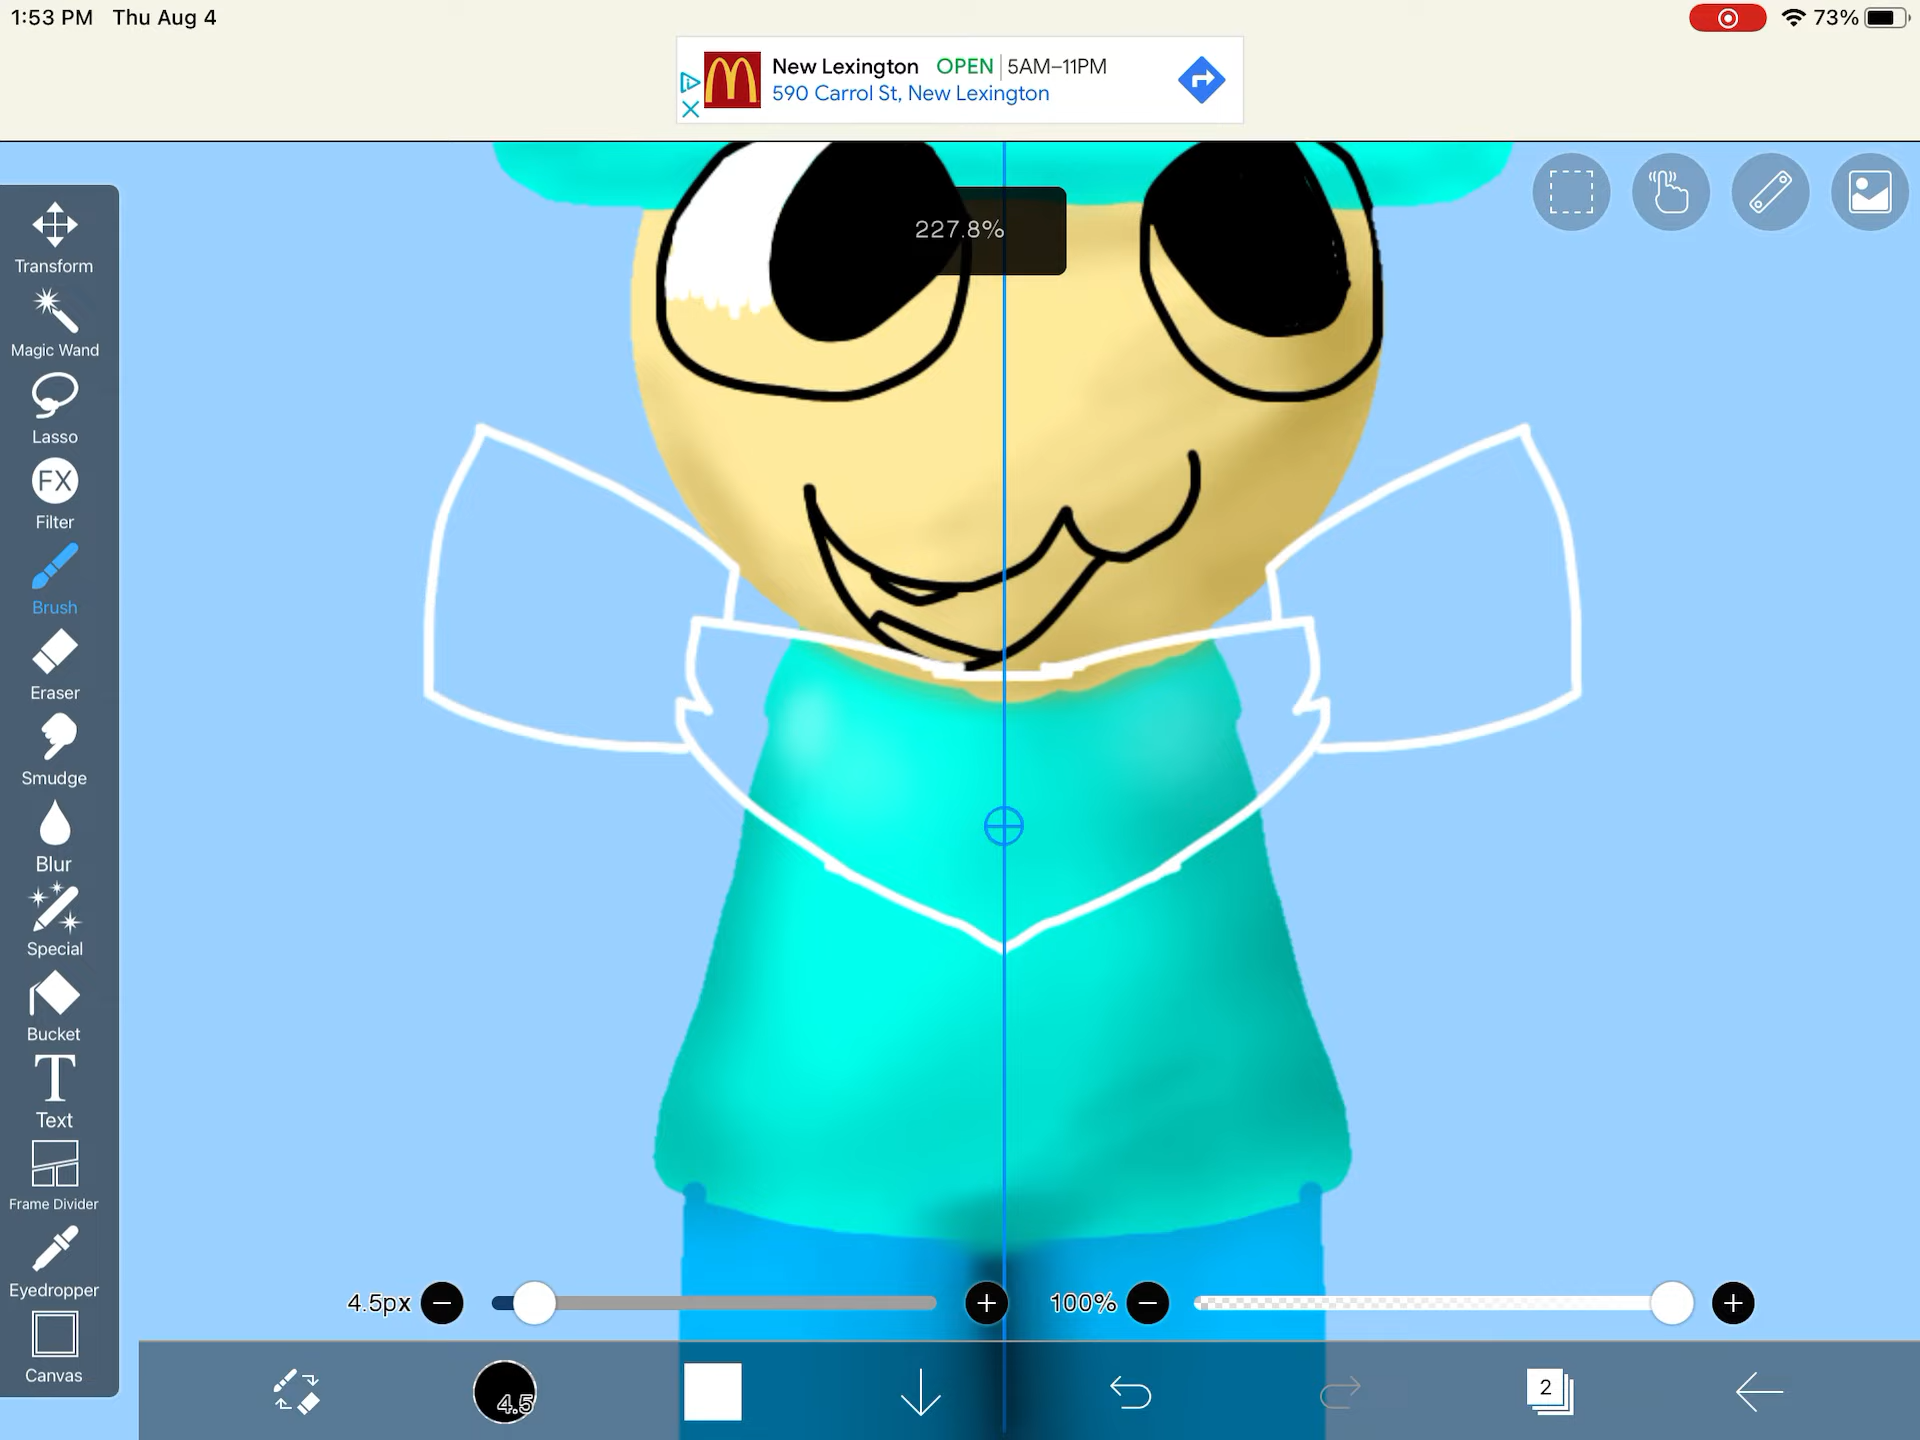 1:53 PM Thu Aug 4
73%
New Lexington OPEN 5AM–11PM
590 Carrol St, New Lexington
227.8%
Transform
Magic Wand
Lasso
FX
Filter
Brush
Eraser
Smudge
Blur
Special
Bucket
T
Text
Frame Divider
Eyedropper
Canvas
4.5px
100%
4.5
2